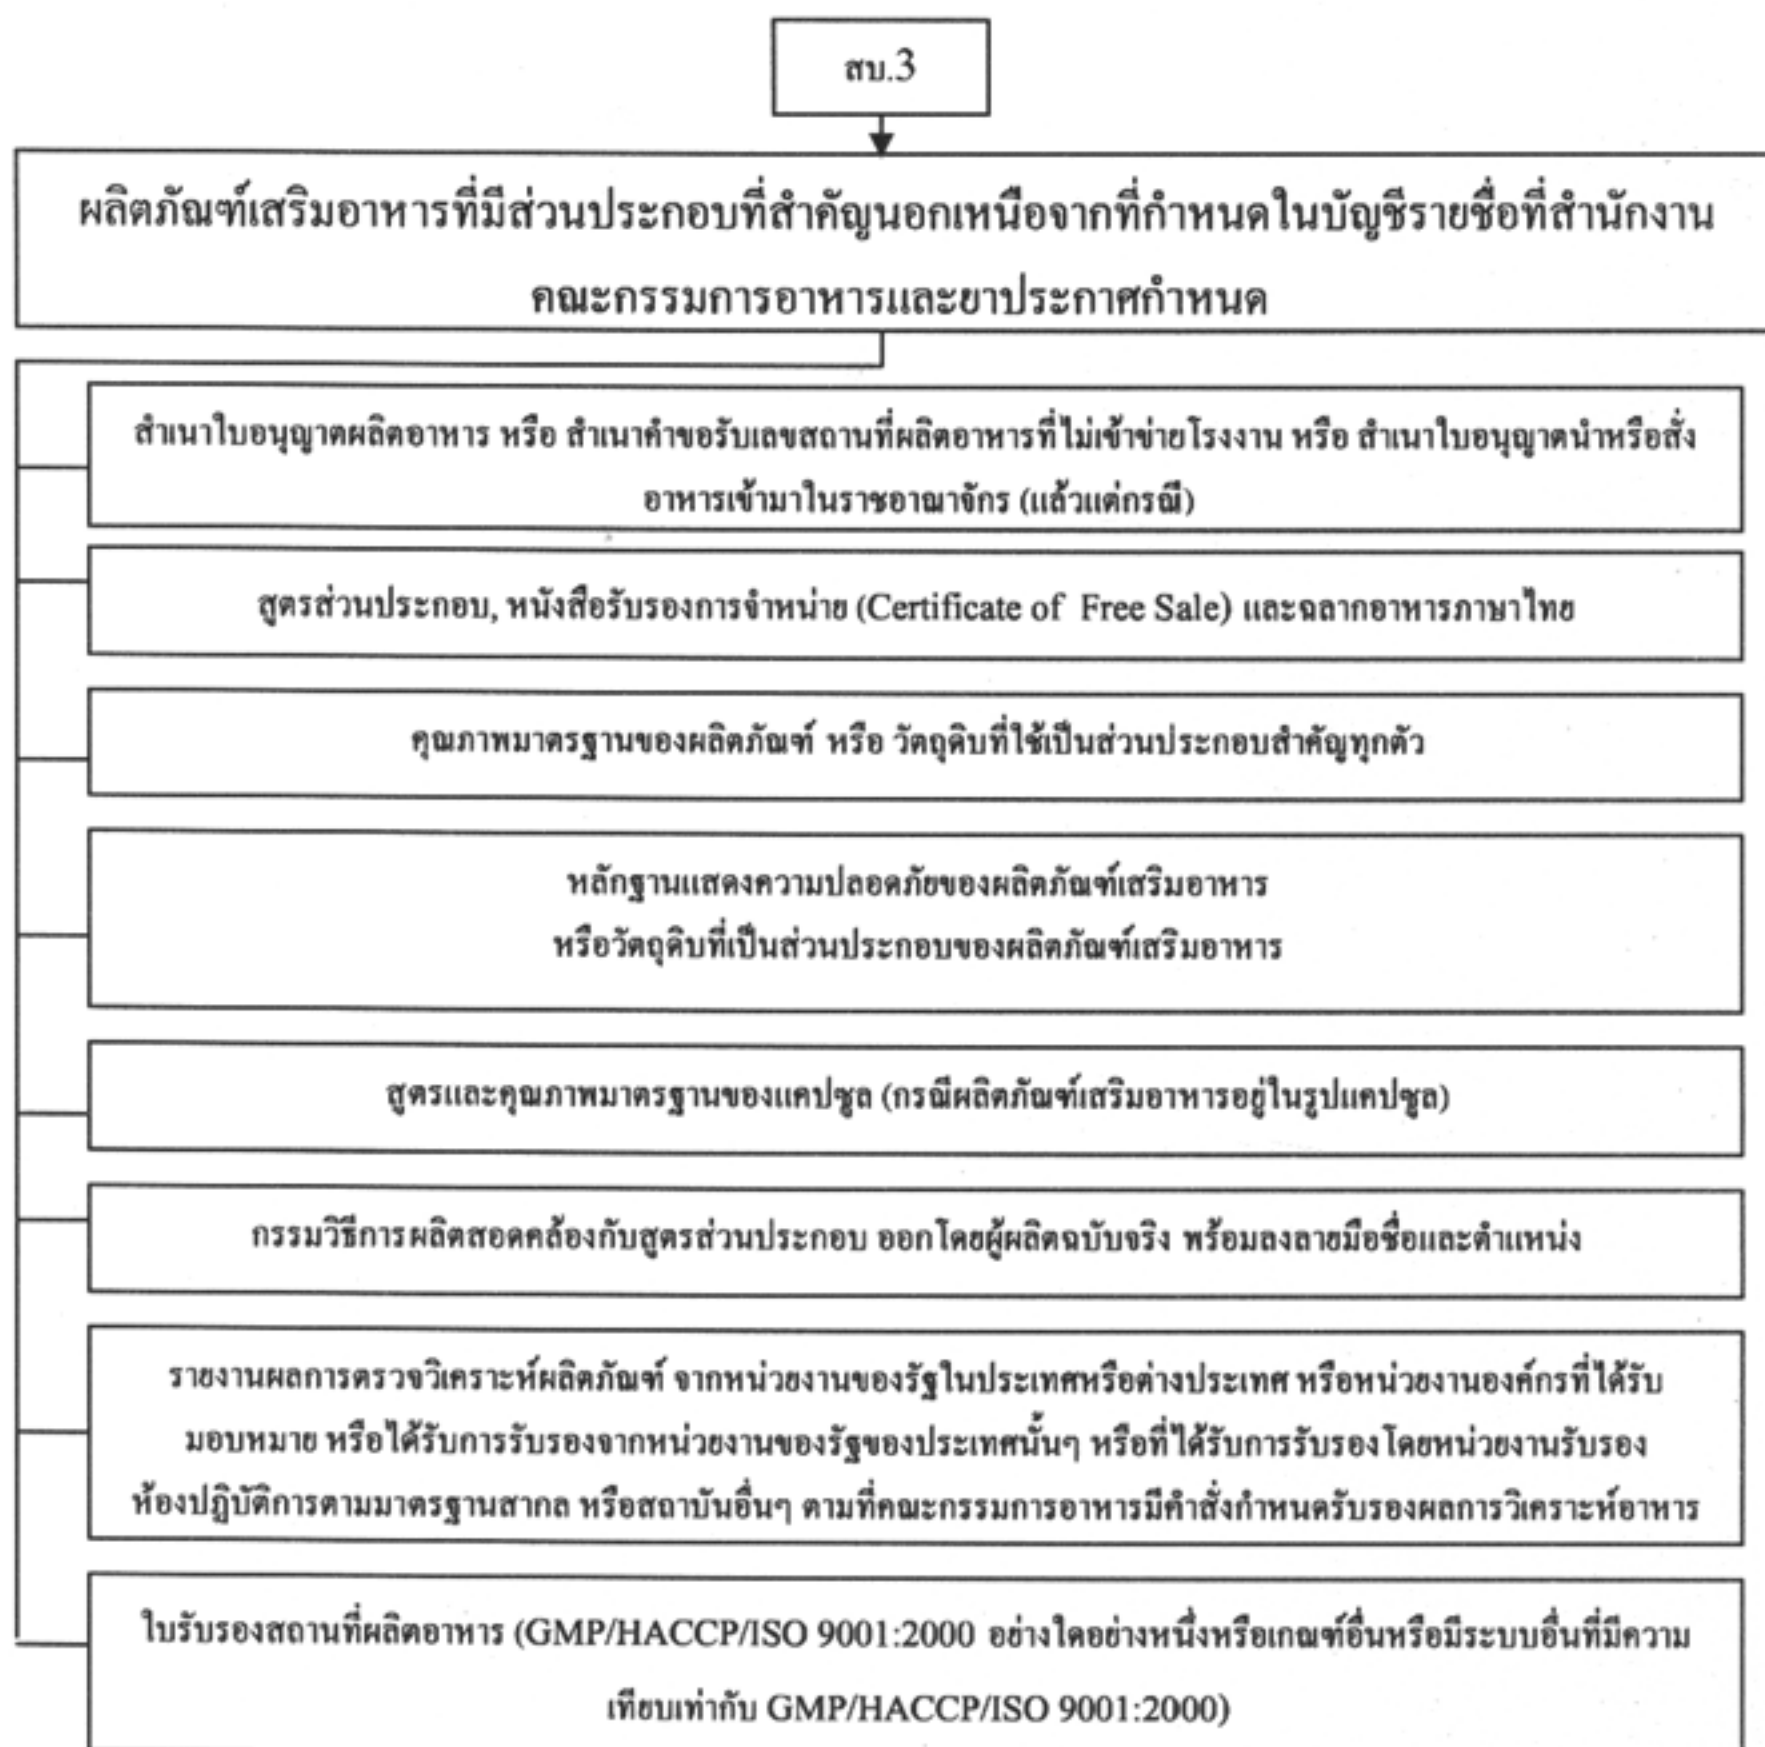 สบ.3
ผลิตภัณฑ์เสริมอาหารที่มีส่วนประกอบที่สำคัญนอกเหนือจากที่กำหนดในบัญชีรายชื่อที่สำนักงาน
คณะกรรมการอาหารและยาประกาศกำหนด
สำเนาใบอนุญาตผลิตอาหาร หรือ สำเนาคำขอรับเลขสถานที่ผลิตอาหารที่ไม่เข้าข่ายโรงงาน หรือ สำเนาใบอนุญาตนำหรือสั่ง
อาหารเข้ามาในราชอาณาจักร (แล้วแต่กรณี)
สูตรส่วนประกอบ, หนังสือรับรองการจำหน่าย (Certificate of Free Sale) และฉลากอาหารภาษาไทย
คุณภาพมาตรฐานของผลิตภัณฑ์ หรือ วัตถุดิบที่ใช้เป็นส่วนประกอบสำคัญทุกตัว
หลักฐานแสดงความปลอดภัยของผลิตภัณฑ์เสริมอาหาร
หรือวัตถุดิบที่เป็นส่วนประกอบของผลิตภัณฑ์เสริมอาหาร
สูตรและคุณภาพมาตรฐานของแคปซูล (กรณีผลิตภัณฑ์เสริมอาหารอยู่ในรูปแคปซูล)
กรรมวิธีการผลิตสอดคล้องกับสูตรส่วนประกอบ ออกโดยผู้ผลิตฉบับจริง พร้อมลงลายมือชื่อและตำแหน่ง
รายงานผลการตรวจวิเคราะห์ผลิตภัณฑ์ จากหน่วยงานของรัฐในประเทศหรือต่างประเทศ หรือหน่วยงานองค์กรที่ได้รับ
มอบหมาย หรือได้รับการรับรองจากหน่วยงานของรัฐของประเทศนั้นๆ หรือที่ได้รับการรับรองโดยหน่วยงานรับรอง
ห้องปฏิบัติการตามมาตรฐานสากล หรือสถาบันอื่นๆ ตามที่คณะกรรมการอาหารมีคำสั่งกำหนดรับรองผลการวิเคราะห์อาหาร
ใบรับรองสถานที่ผลิตอาหาร (GMP/HACCP/ISO 9001:2000 อย่างใดอย่างหนึ่งหรือเกณฑ์อื่นหรือมีระบบอื่นที่มีความ
เทียบเท่ากับ GMP/HACCP/ISO 9001:2000)